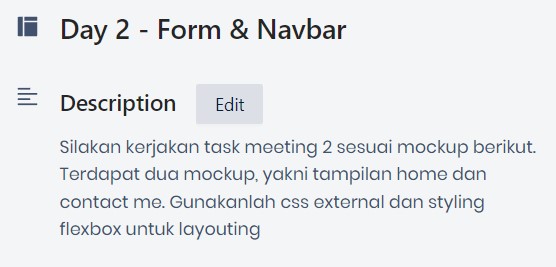 Day 2 - Form & Navbar
Description
Edit
Silakan kerjakan task meeting 2 sesuai mockup berikut.
Terdapat dua mockup, yakni tampilan home dan
contact me. Gunakanlah css external dan styling
flexbox untuk layouting